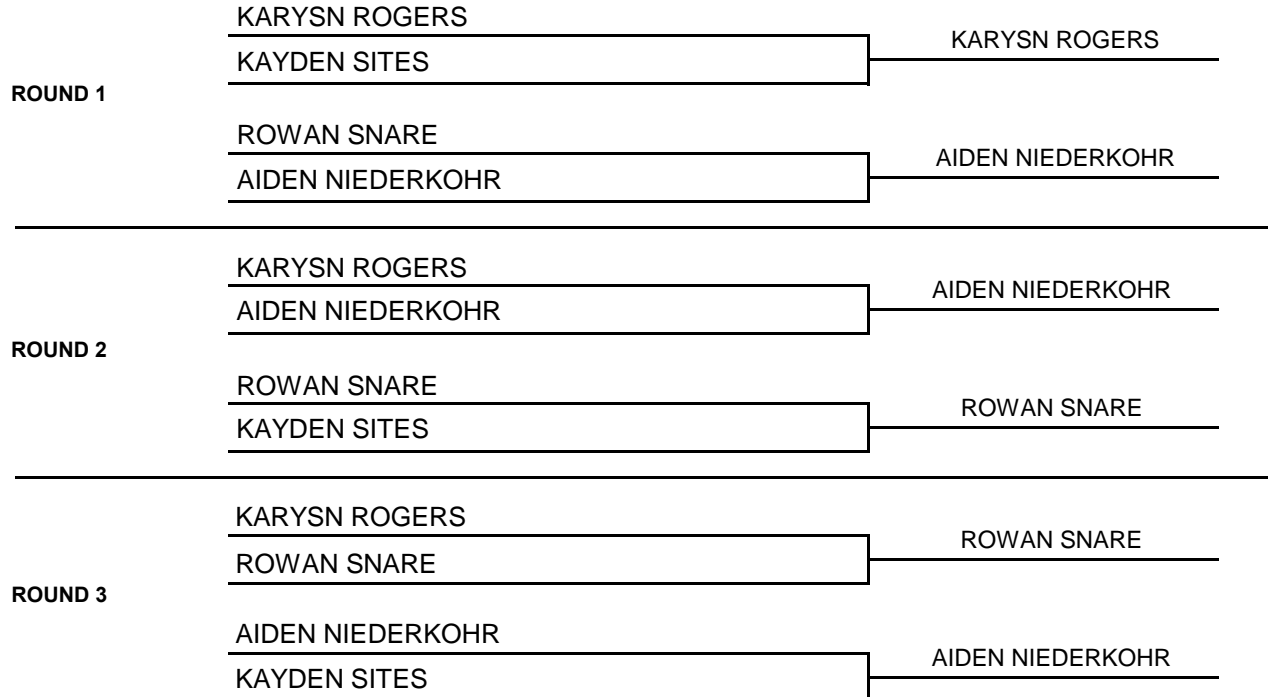 KARYSN ROGERS
KARYSN ROGERS
KAYDEN SITES
ROUND 1
ROWAN SNARE
AIDEN NIEDERKOHR
AIDEN NIEDERKOHR
KARYSN ROGERS
AIDEN NIEDERKOHR
AIDEN NIEDERKOHR
ROUND 2
ROWAN SNARE
ROWAN SNARE
KAYDEN SITES
KARYSN ROGERS
ROWAN SNARE
ROWAN SNARE
ROUND 3
AIDEN NIEDERKOHR
AIDEN NIEDERKOHR
KAYDEN SITES